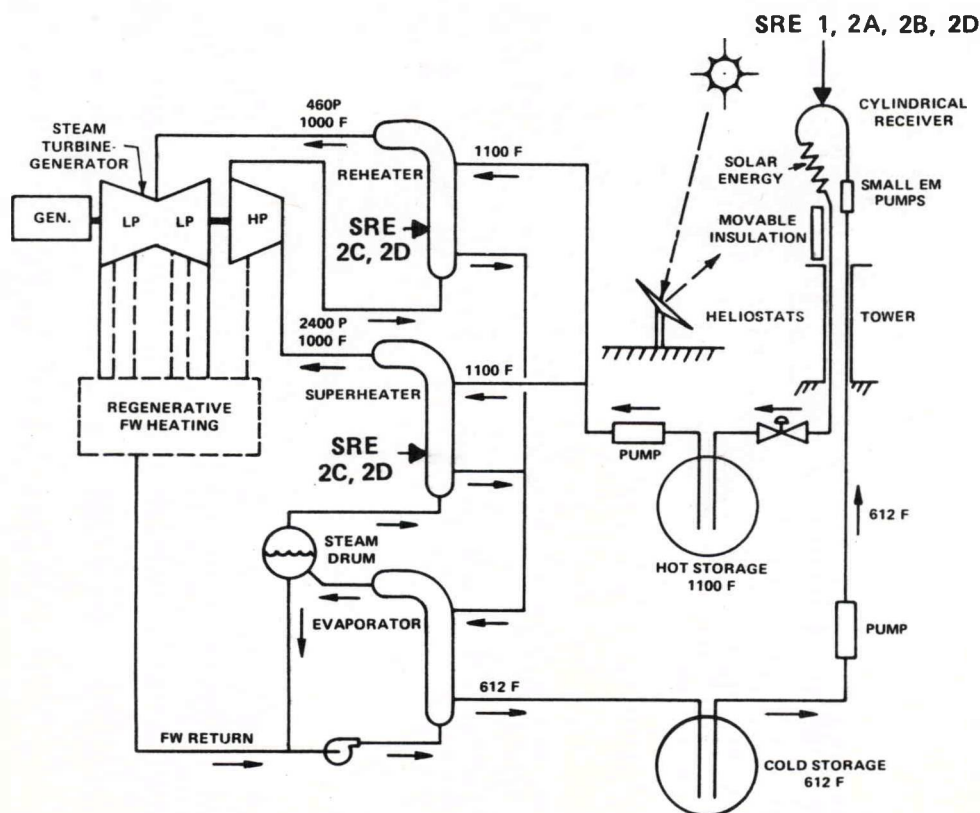 SRE 1, 2A, 2B, 2D
CYLINDRICAL
RECEIVER
SOLAR
ENERGY
SMALL EM
PUMPS
MOVABLE
INSULATION
HELIOSTATS
TOWER
STEAM
TURBINE-
GENERATOR
460P
1000 F
1100 F
REHEATER
SRE
2C, 2D
GEN.
LP
LP
HP
2400 P
1000 F
1100 F
SUPERHEATER
SRE
2C, 2D
REGENERATIVE
FW HEATING
PUMP
HOT STORAGE
1100 F
612 F
STEAM
DRUM
EVAPORATOR
PUMP
612 F
FW RETURN
COLD STORAGE
612 F